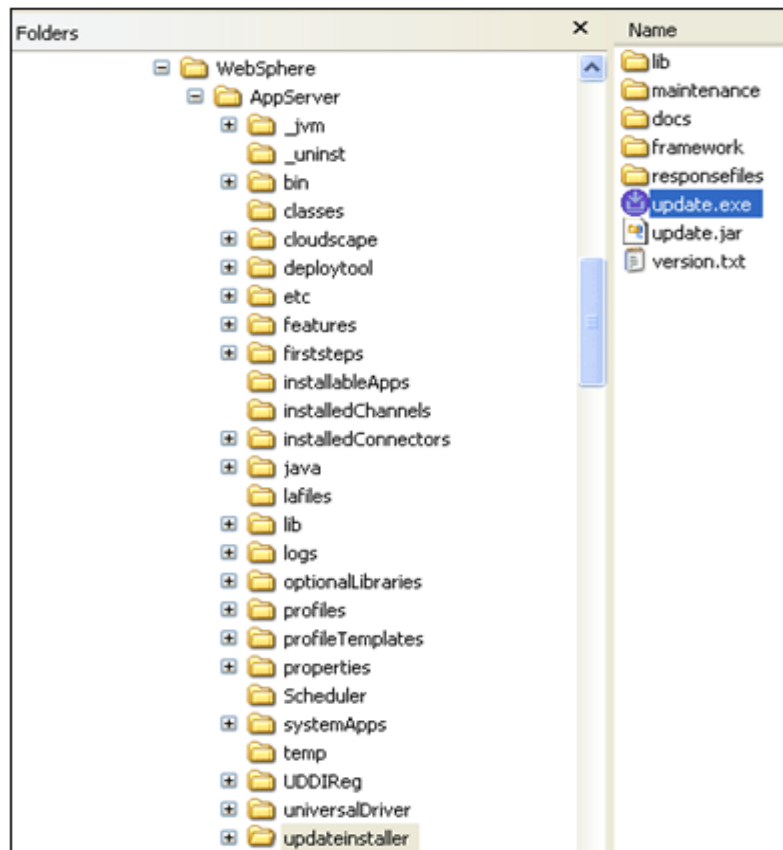 Folders
WebSphere
AppServer
_jvm
_uninst
bin
classes
cloudscape
deploytool
etc
features
firststeps
installableApps
installedChannels
installedConnectors
java
lafiles
lib
logs
optionalLibraries
profiles
profileTemplates
properties
Scheduler
systemApps
temp
UDDIReg
universalDriver
updateinstaller
Name
lib
maintenance
docs
framework
responsefiles
update.exe
update.jar
version.txt